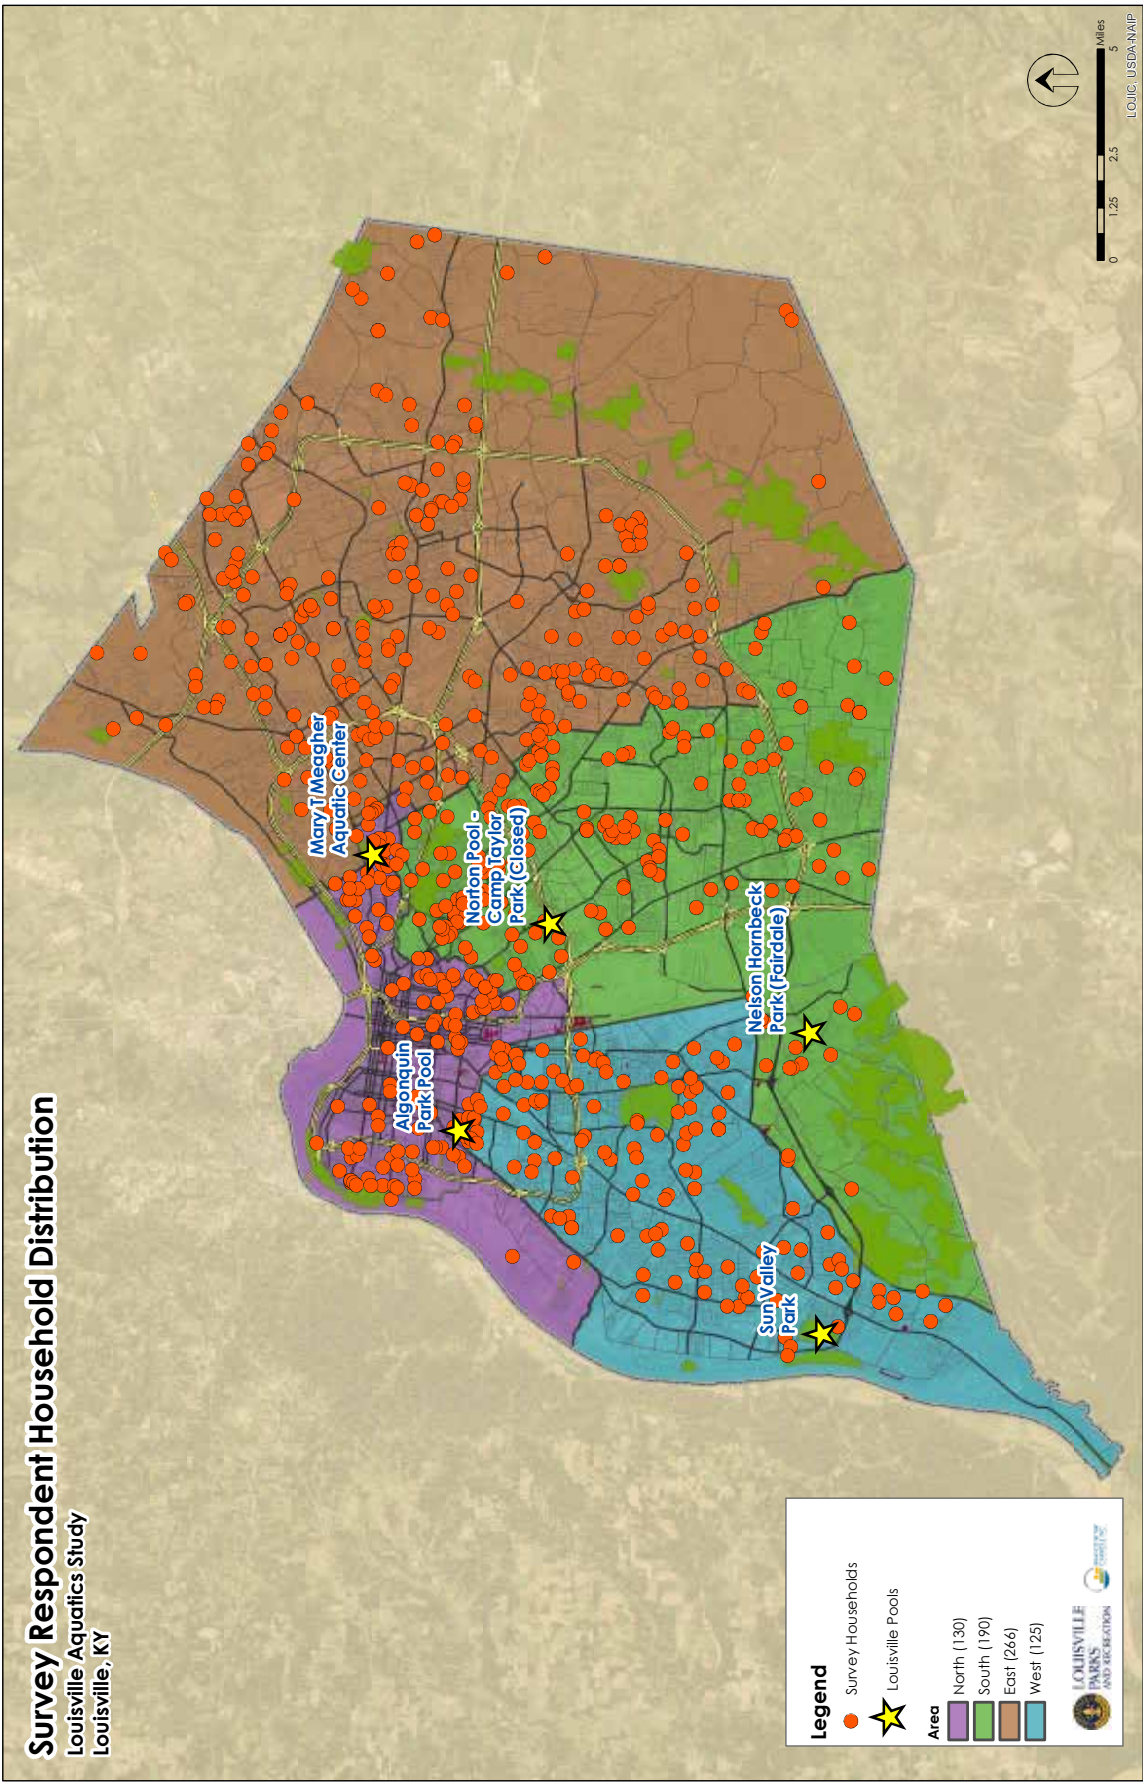 Survey Respondent Household Distribution
Louisville Aquatics Study
Louisville, KY
Mary T Meagher
Aquatic Center
Norton Pool -
Camp Taylor
Park (Closed)
Algonquin
Park Pool
Nelson Hornbeck
Park (Fairdale)
Sun Valley
Park
Legend
Survey Households
Louisville Pools
Area
North (130)
South (190)
East (266)
West (125)
LOUISVILLE
PARKS
AND RECREATION
0 1.25 2.5 5
Miles
LOJIC, USDA-NAIP